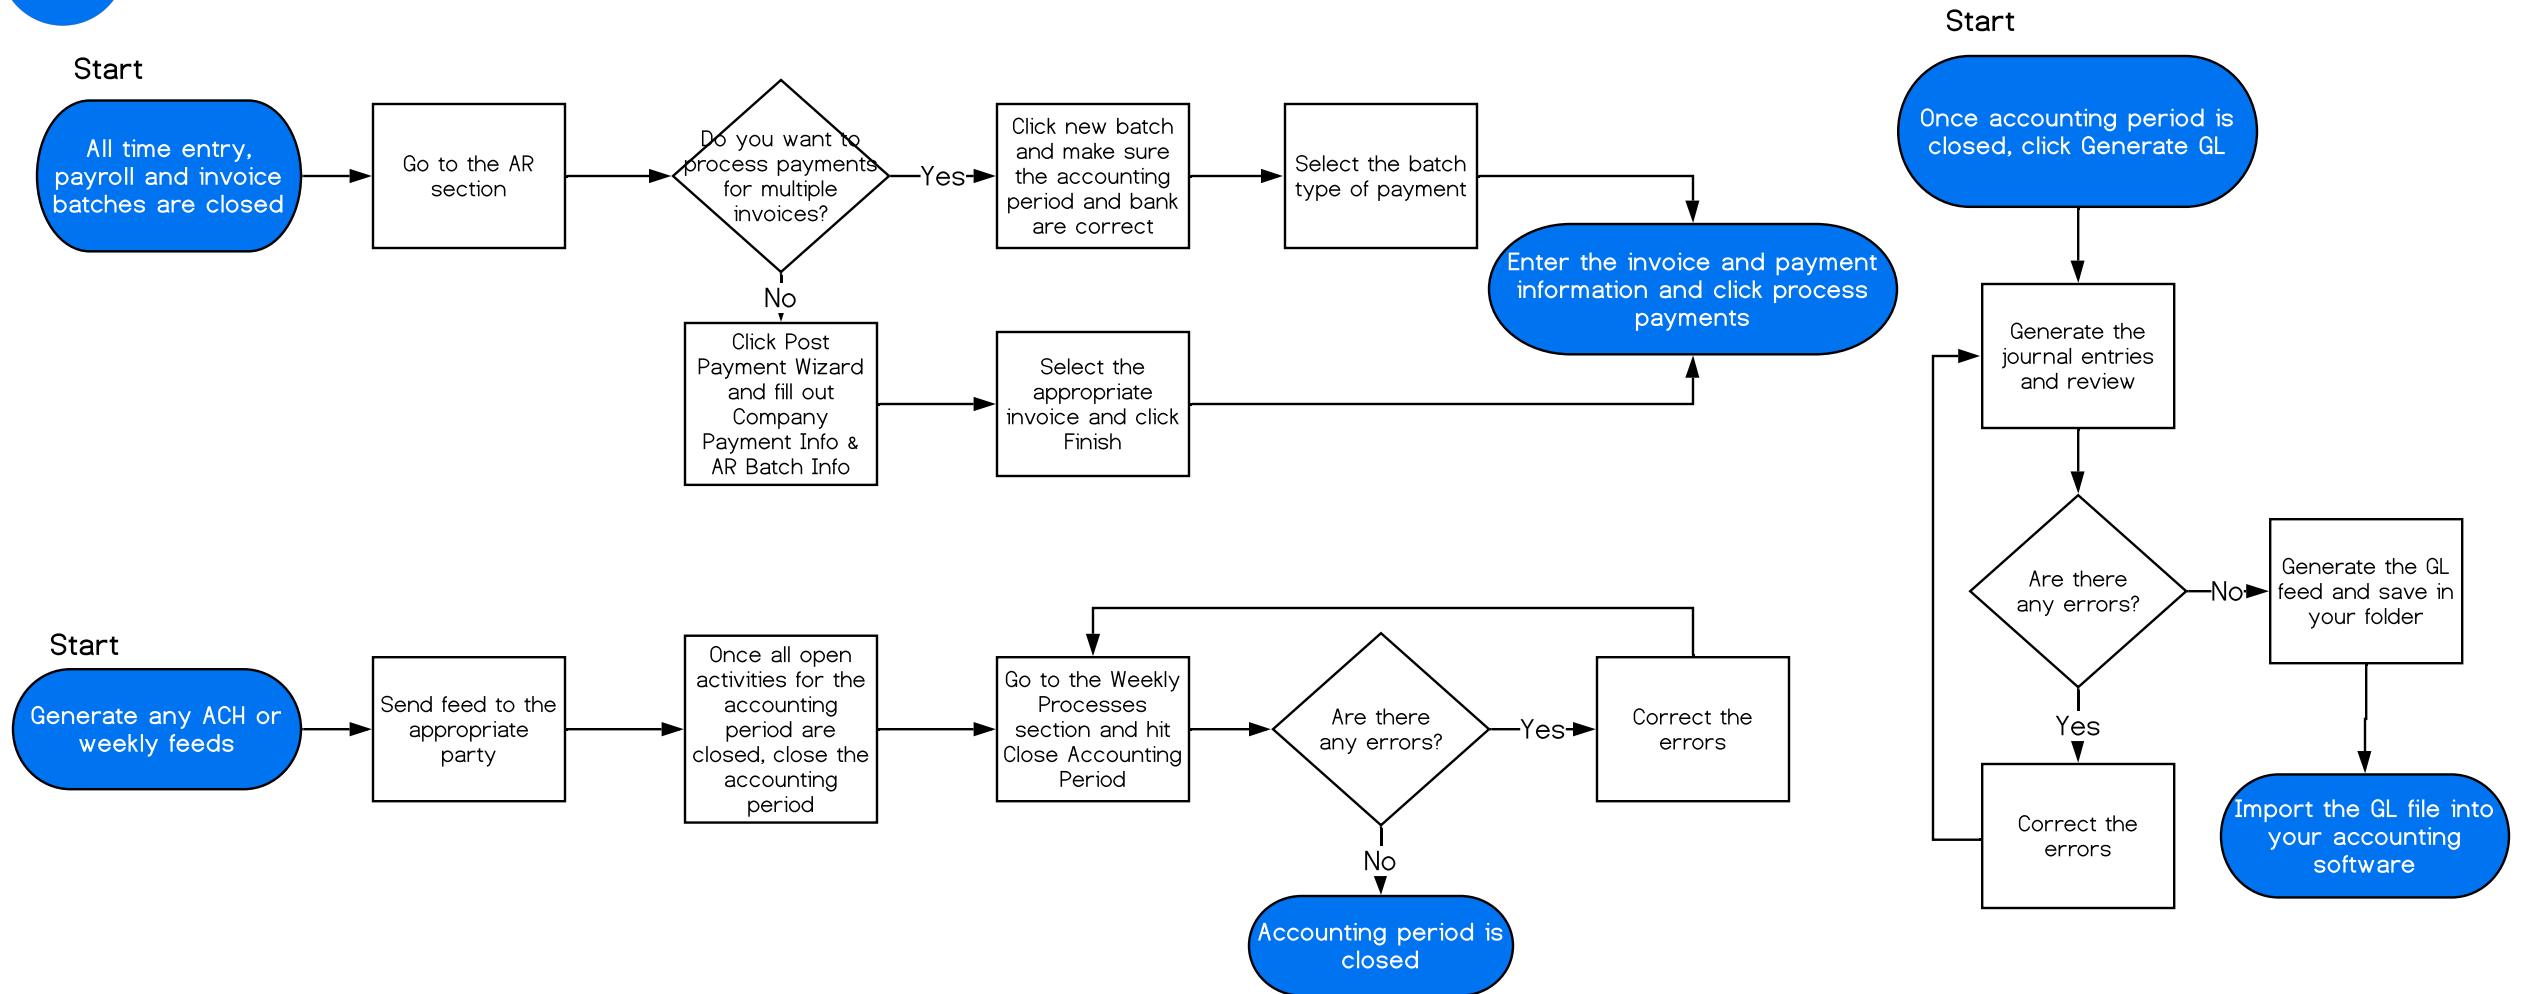 Start
All time entry,
payroll and invoice
batches are closed
Go to the AR
section
Do you want to
process payments
for multiple
invoices?
Yes
Click new batch
and make sure
the accounting
period and bank
are correct
Select the batch
type of payment
Enter the invoice and payment
information and click process
payments
No
Click Post
Payment Wizard
and fill out
Company
Payment Info &
AR Batch Info
Select the
appropriate
invoice and click
Finish
Start
Generate any ACH or
weekly feeds
Send feed to the
appropriate
party
Once all open
activities for the
accounting
period are
closed, close the
accounting
period
Go to the Weekly
Processes
section and hit
Close Accounting
Period
Are there
any errors?
Yes
Correct the
errors
No
Accounting period is
closed
Start
Once accounting period is
closed, click Generate GL
Generate the
journal entries
and review
Are there
any errors?
No
Generate the GL
feed and save in
your folder
Yes
Correct the
errors
Import the GL file into
your accounting
software